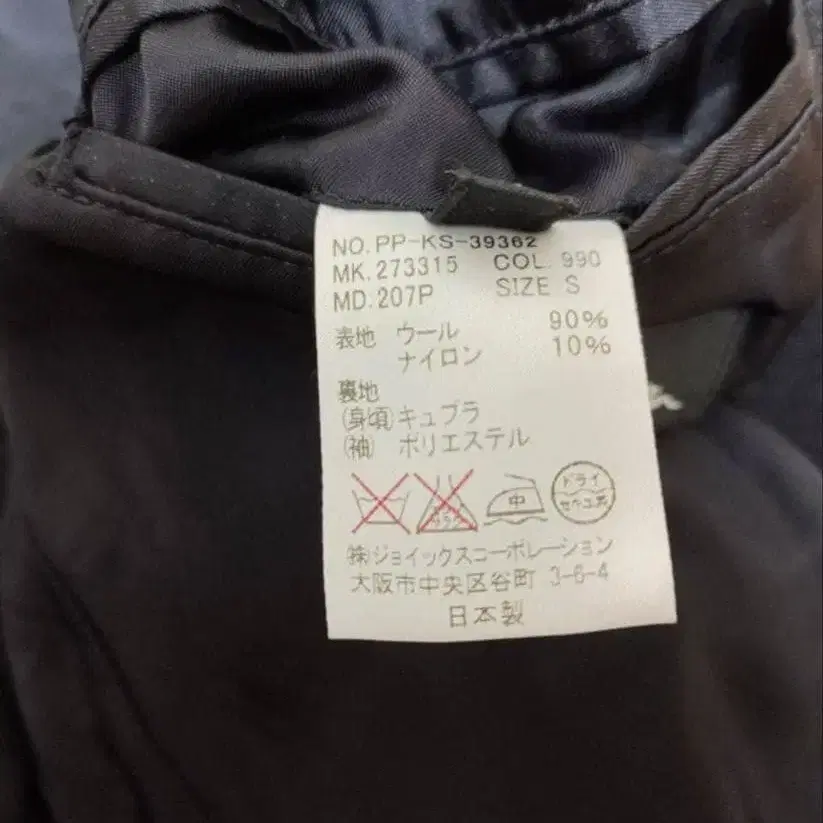 NO. PP-KS-39362
MK. 273315 COL. 990
MD. 207P SIZE S
表地 ウール 90%
ナイロン 10%
裏地
(身頃)キュプラ
(袖) ポリエステル
中 ドライ
セキユ系
㈱ジョイックスコーポレーション
大阪市中央区谷町 3-6-4
日本製